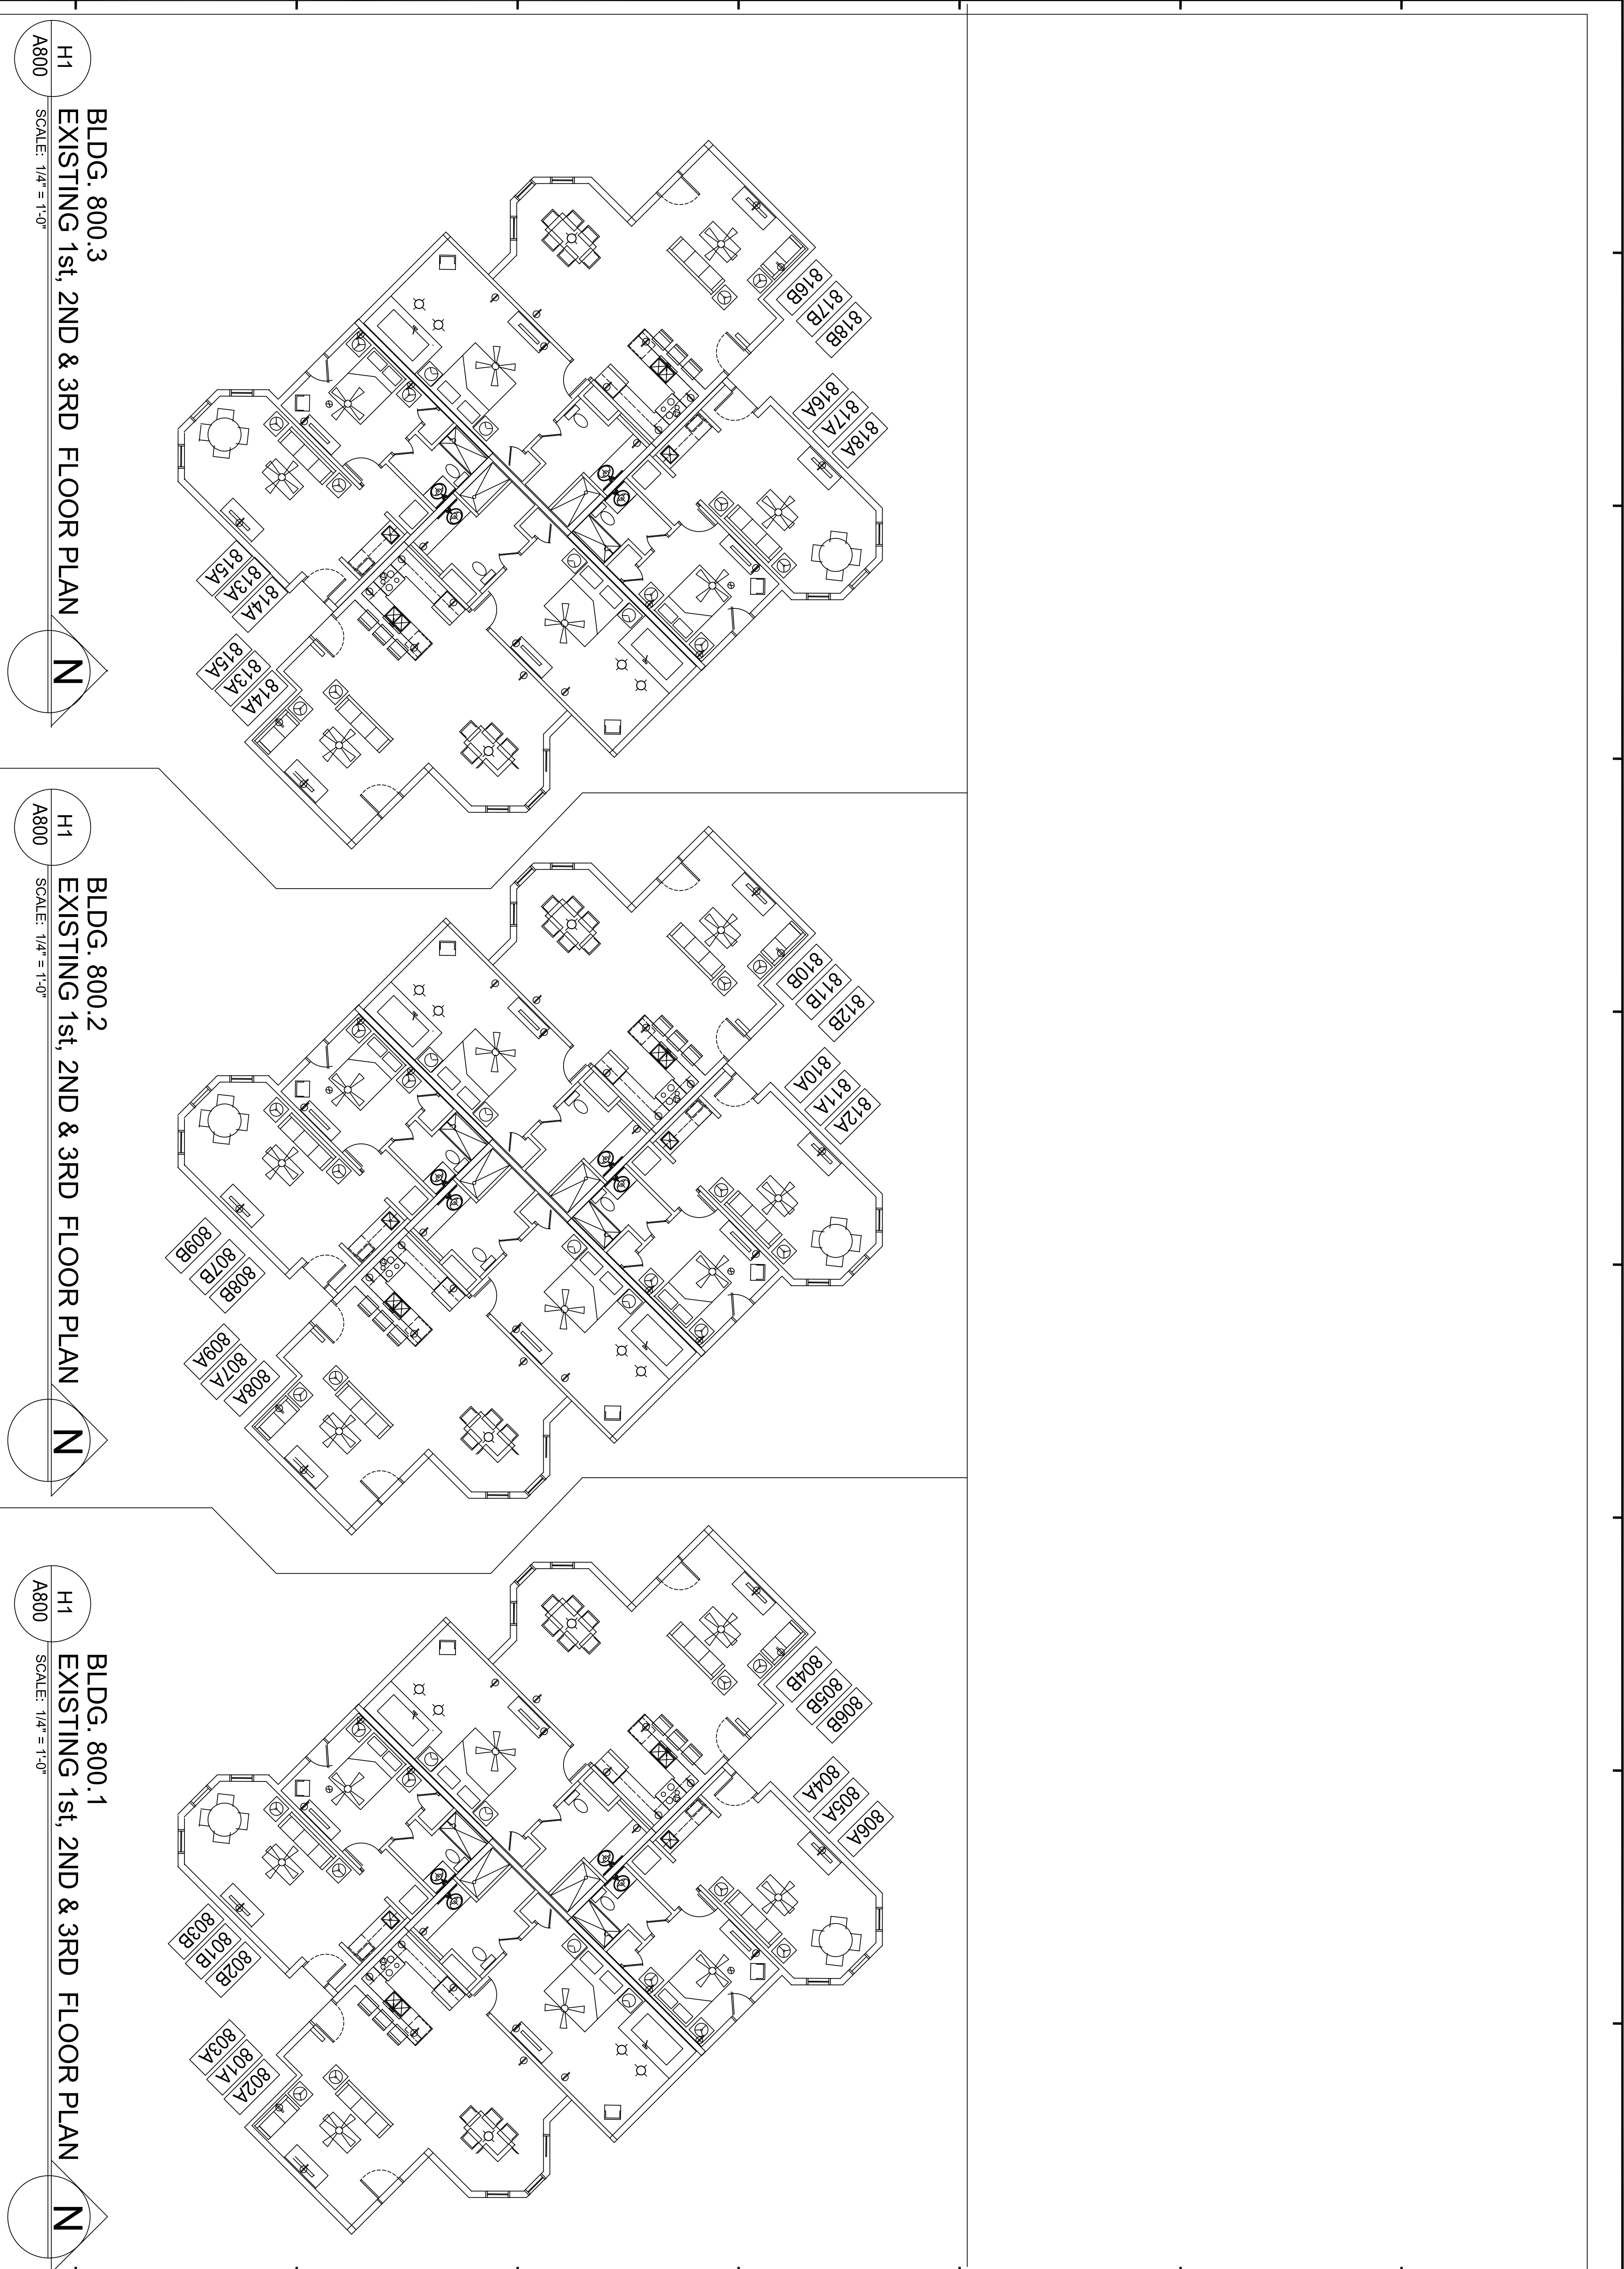 BLDG. 800.3
EXISTING 1st, 2ND & 3RD FLOOR PLAN
SCALE: 1/4" = 1'-0"
H1
A800
N
816B
817B
818B
816A
817A
818A
815A
813A
814A
815A
813A
814A
BLDG. 800.2
EXISTING 1st, 2ND & 3RD FLOOR PLAN
SCALE: 1/4" = 1'-0"
H1
A800
N
810B
811B
812B
810A
811A
812A
809B
807B
808B
809A
807A
808A
BLDG. 800.1
EXISTING 1st, 2ND & 3RD FLOOR PLAN
SCALE: 1/4" = 1'-0"
H1
A800
N
804B
805B
806B
804A
805A
806A
803B
801B
802B
803A
801A
802A